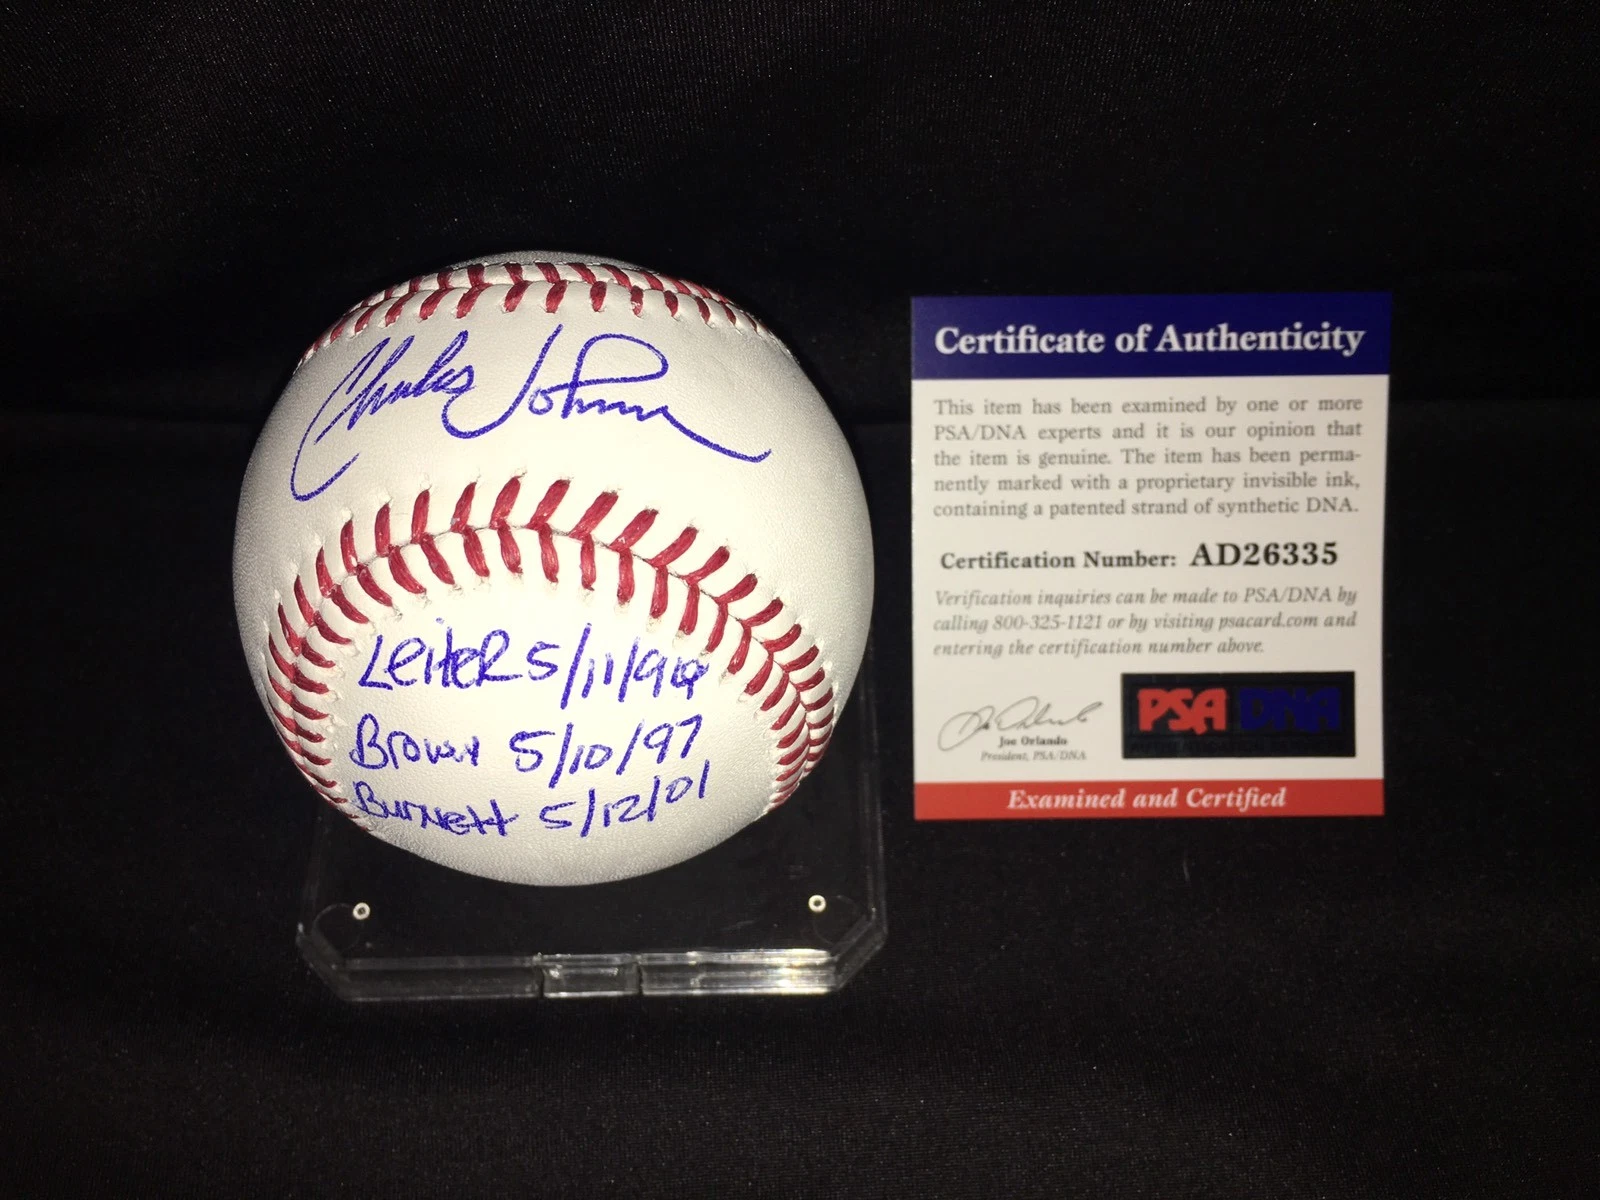 Charles Johnson
Leiter 5/11/96
Brown 5/10/97
Burnett 5/12/01
Certificate of Authenticity
This item has been examined by one or more
PSA/DNA experts and it is our opinion that
the item is genuine. The item has been perma-
nently marked with a proprietary invisible ink,
containing a patented strand of synthetic DNA.
Certification Number: AD26335
Verification inquiries can be made to PSA/DNA by
calling 800-325-1121 or by visiting psacard.com and
entering the certification number above.
Joe Orlando
President, PSA/DNA
PSA DNA
Examined and Certified